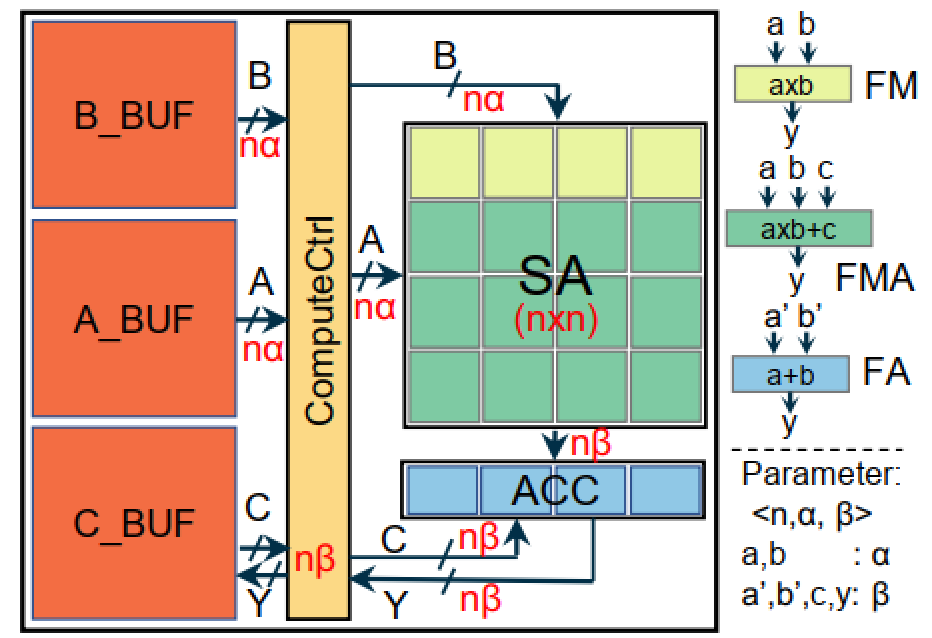 B_BUF
B
nα
A_BUF
A
nα
C_BUF
C
Y
ComputeCtrl
nβ
B
nα
A
nα
SA
(nxn)
nβ
ACC
C
nβ
Y
nβ
a b
axb
FM
y
a b c
axb+c
y
FMA
a' b'
a+b
FA
y
Parameter:
<n,α, β>
a,b : α
a',b',c,y: β